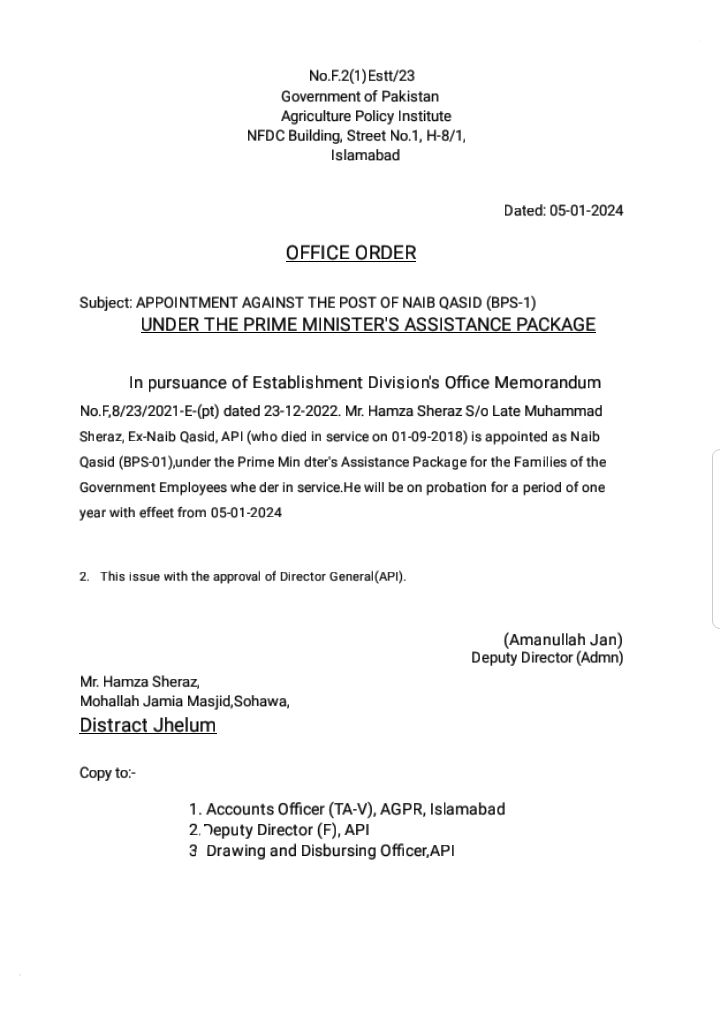 No.F.2(1)Estt/23
Government of Pakistan
Agriculture Policy Institute
NFDC Building, Street No.1, H-8/1,
Islamabad
Dated: 05-01-2024
OFFICE ORDER
Subject: APPOINTMENT AGAINST THE POST OF NAIB QASID (BPS-1)
UNDER THE PRIME MINISTER'S ASSISTANCE PACKAGE
In pursuance of Establishment Division's Office Memorandum
No.F,8/23/2021-E-(pt) dated 23-12-2022. Mr. Hamza Sheraz S/o Late Muhammad
Sheraz, Ex-Naib Qasid, API (who died in service on 01-09-2018) is appointed as Naib
Qasid (BPS-01),under the Prime Min dter's Assistance Package for the Families of the
Government Employees whe der in service.He will be on probation for a period of one
year with effeet from 05-01-2024
2. This issue with the approval of Director General(API).
(Amanullah Jan)
Deputy Director (Admn)
Mr. Hamza Sheraz,
Mohallah Jamia Masjid,Sohawa,
Distract Jhelum
Copy to:-
1. Accounts Officer (TA-V), AGPR, Islamabad
2. Deputy Director (F), API
3 Drawing and Disbursing Officer,API